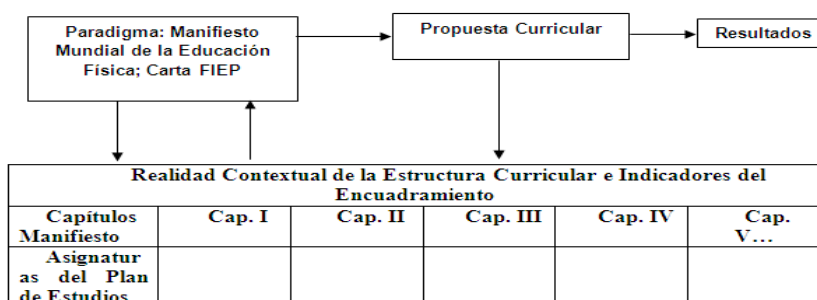 Paradigma: Manifiesto
Mundial de la Educación
Física; Carta FIEP
Propuesta Curricular
Resultados
Realidad Contextual de la Estructura Curricular e Indicadores del
Encuadramiento
Capítulos
Manifiesto
Cap. I
Cap. II
Cap. III
Cap. IV
Cap.
V…
Asignatur
as del Plan
de Estudios